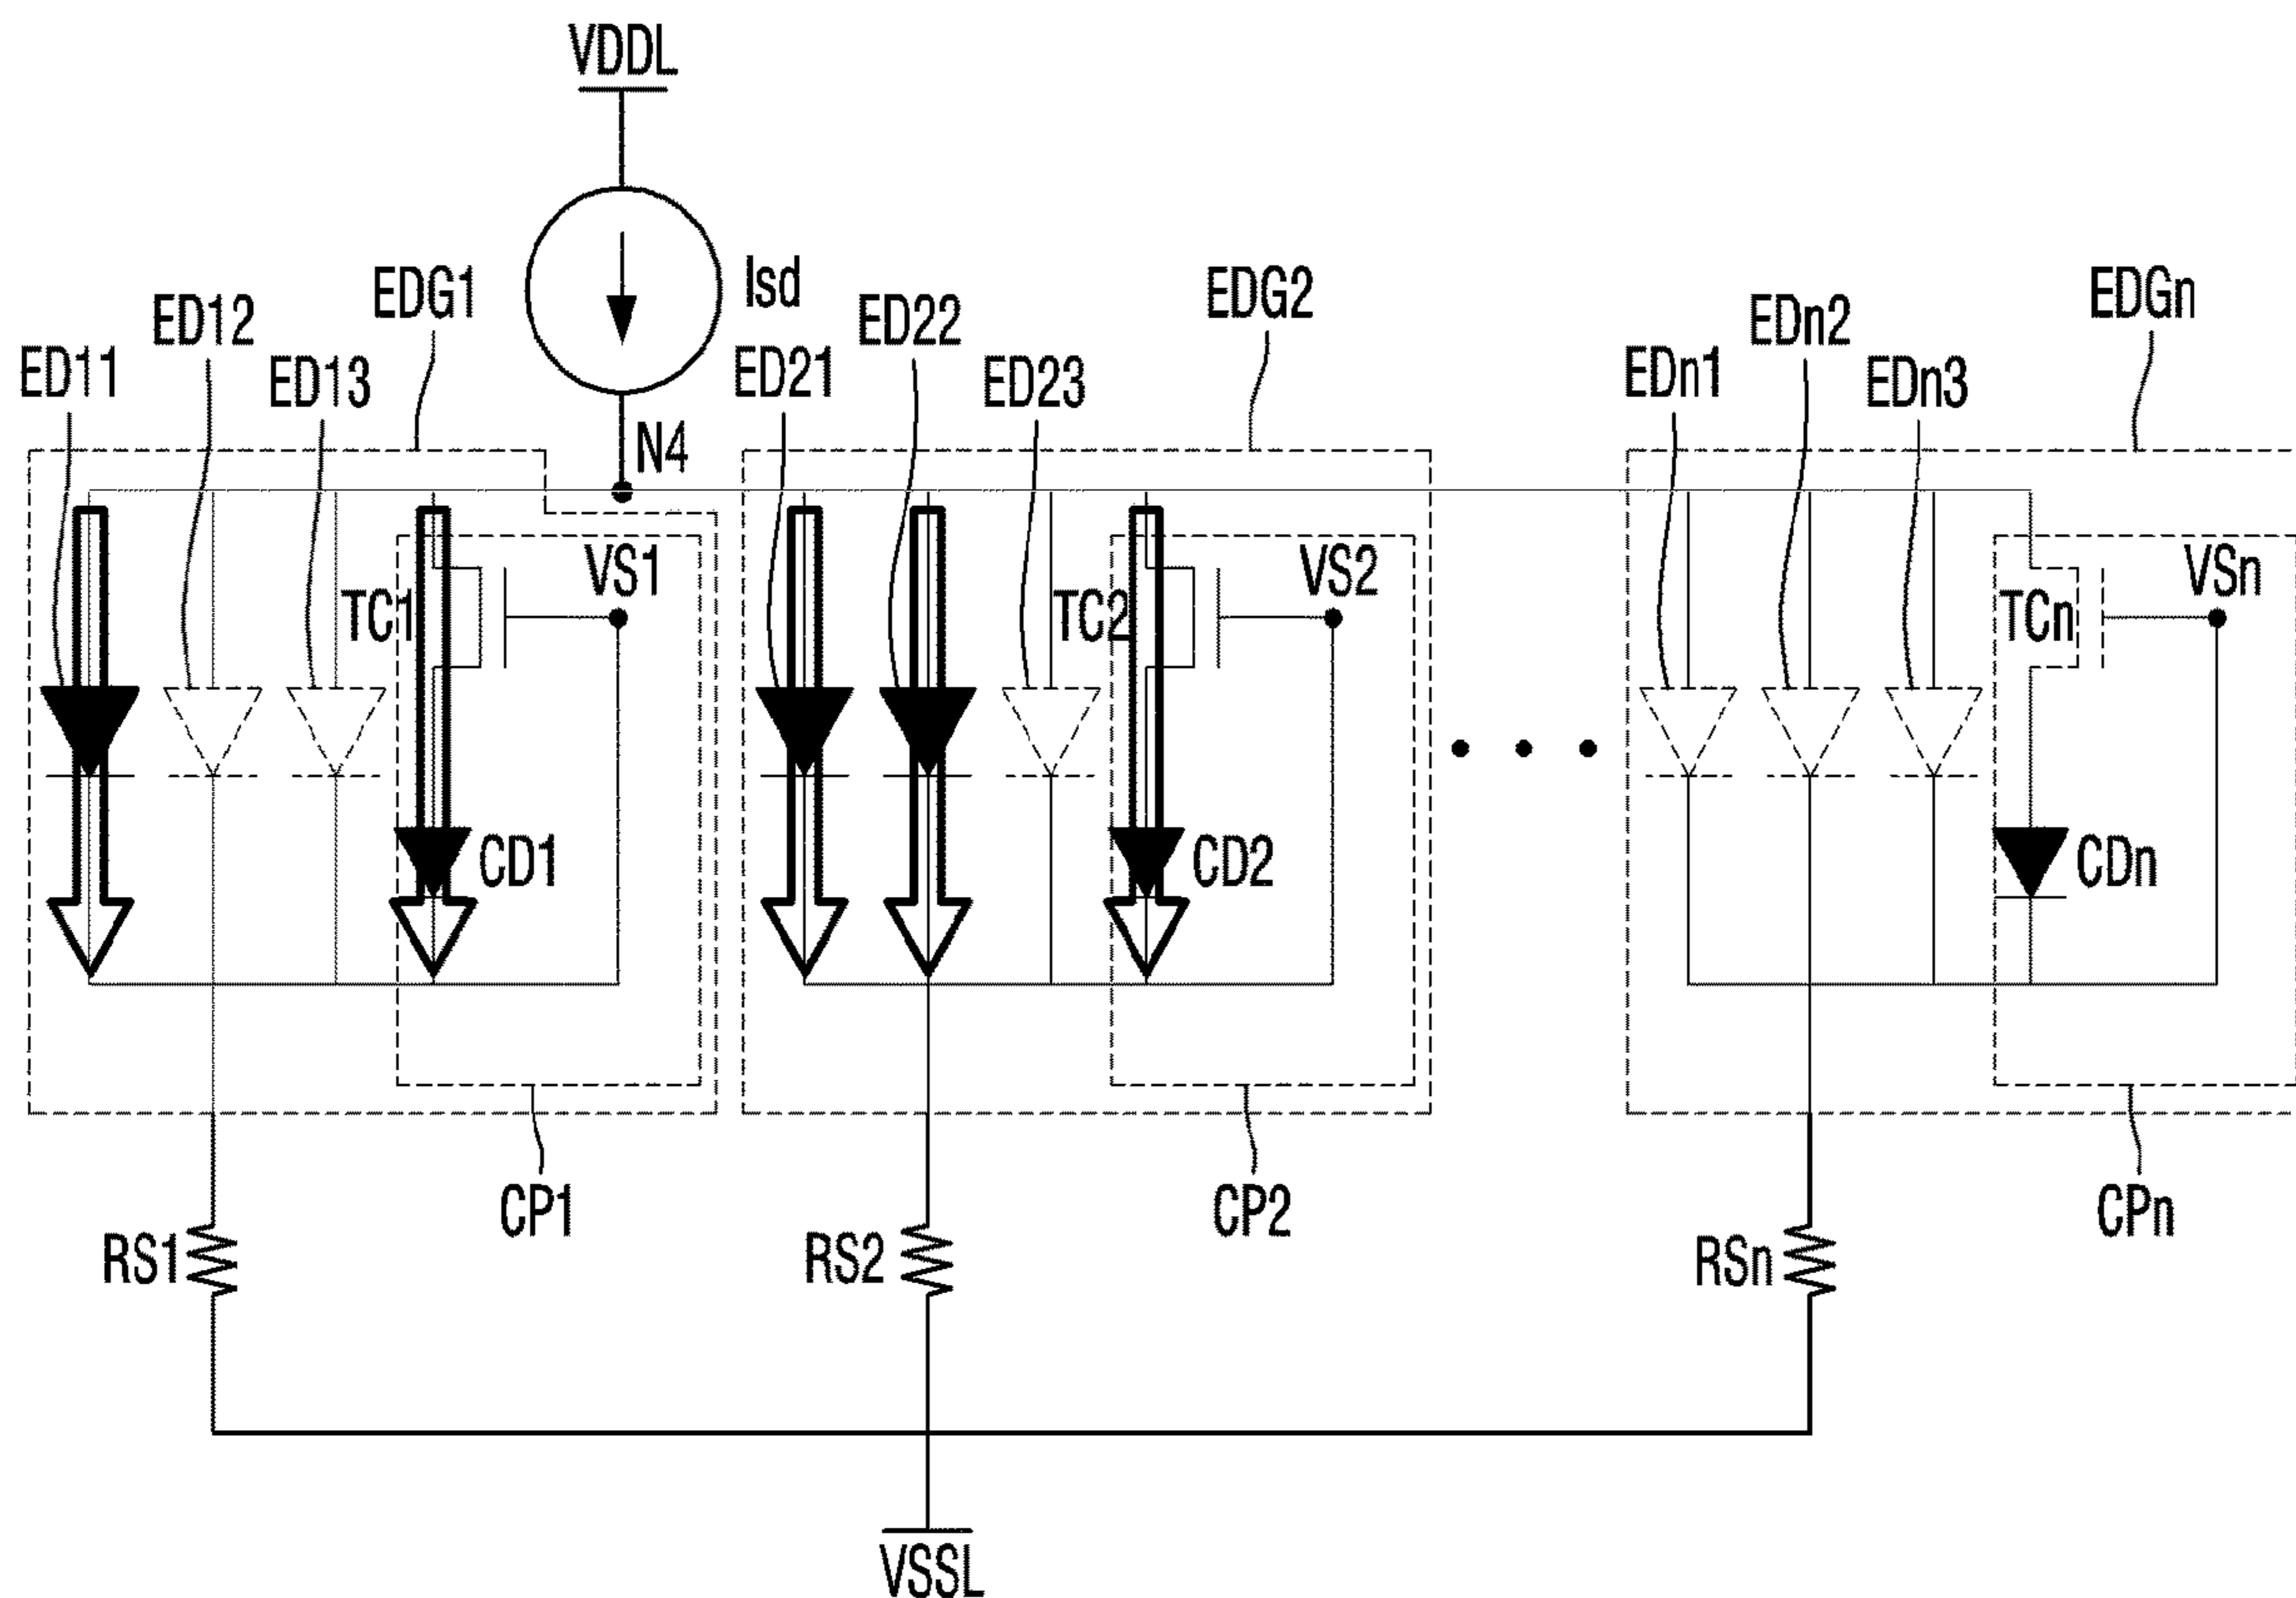 VDDL
Isd
EDG1
EDG2
EDGn
ED12
ED22
EDn2
ED11
ED13
ED21
ED23
EDn1
EDn3
N4
VS1
VS2
VSn
TC1
TC2
TCn
CD1
CD2
CDn
CP1
CP2
CPn
RS1
RS2
RSn
VSSL